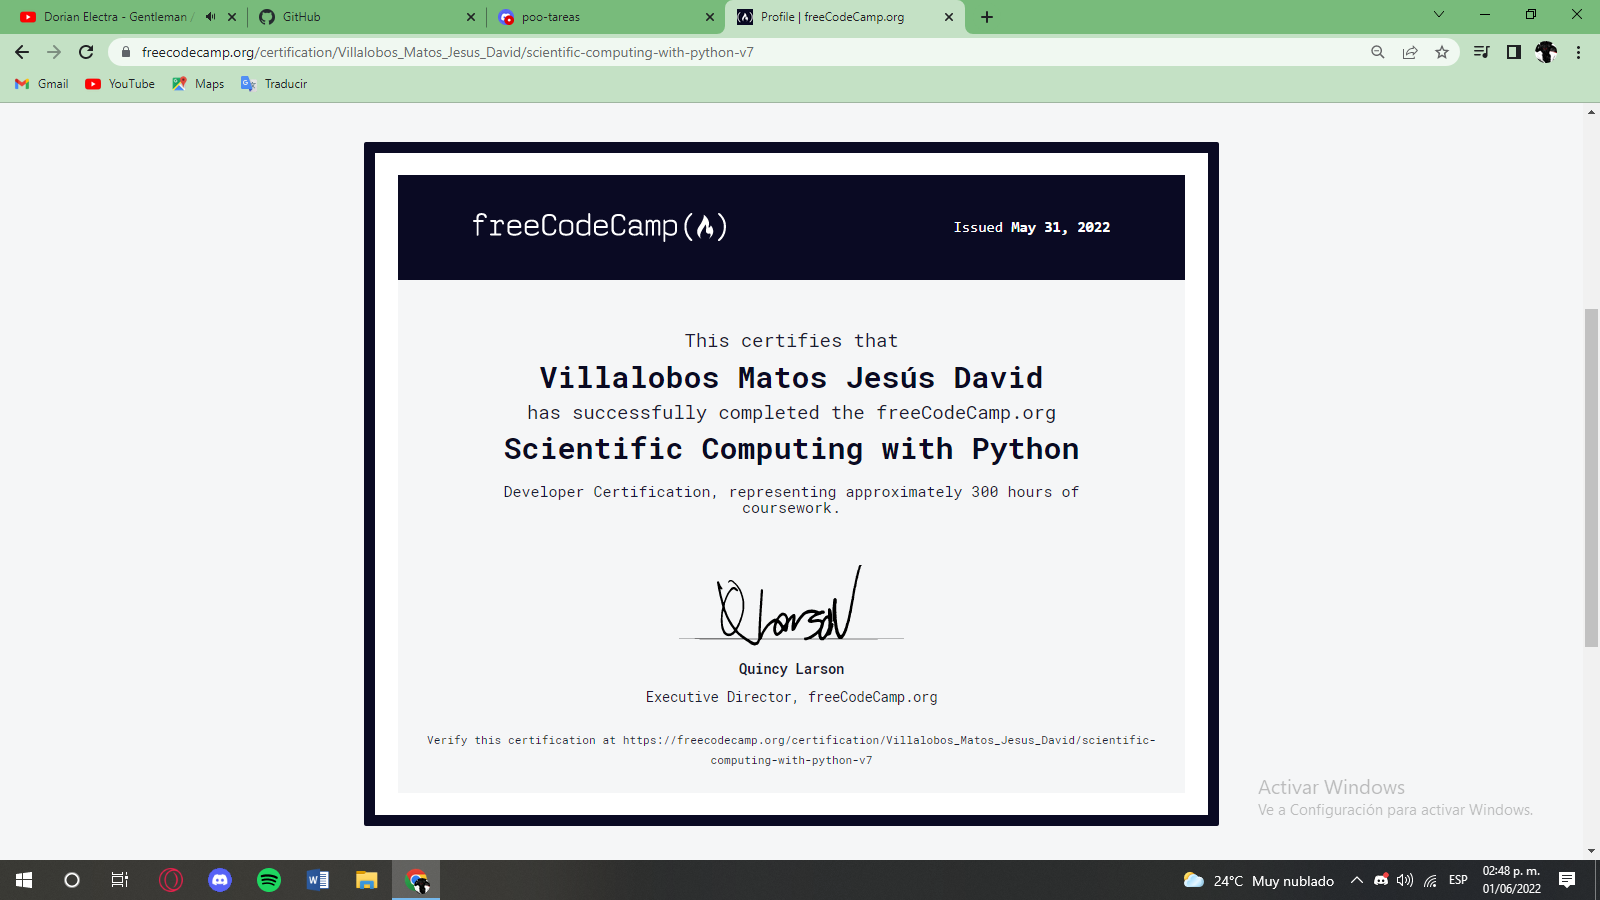 Dorian Electra - Gentleman /
GitHub
poo-tareas
Profile | freeCodeCamp.org
freecodecamp.org/certification/Villalobos_Matos_Jesus_David/scientific-computing-with-python-v7
Gmail
YouTube
Maps
Traducir
freeCodeCamp
Issued May 31, 2022
This certifies that
Villalobos Matos Jesús David
has successfully completed the freeCodeCamp.org
Scientific Computing with Python
Developer Certification, representing approximately 300 hours of
coursework.
Quincy Larson
Executive Director, freeCodeCamp.org
Verify this certification at https://freecodecamp.org/certification/Villalobos_Matos_Jesus_David/scientific-
computing-with-python-v7
Activar Windows
Ve a Configuración para activar Windows.
24°C Muy nublado
ESP
02:48 p. m.
01/06/2022